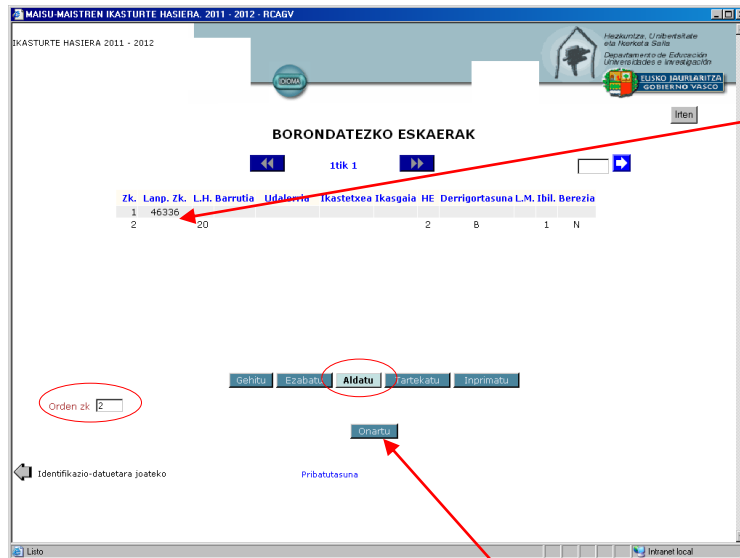 MAISU-MAISTREN IKASTURTE HASIERA. 2011 - 2012 - RCAGV
IKASTURTE HASIERA 2011 - 2012
Hezkuntza, Unibertsitate
eta Ikerketa Saila
Departamento de Educación
Universidades e Investigación
EUSKO JAURLARITZA
GOBIERNO VASCO
IDIOMA
Irten
BORONDATEZKO ESKAERAK
1tik 1
Zk. Lanp. Zk. L.H. Barrutia Udalerria Ikastetxea Ikasgaia HE Derrigortasuna L.M. Ibil. Berezia
1 46336
2 20 2 B 1 N
Gehitu Ezabatu Aldatu Tartekatu Inprimatu
Orden zk 2
Onartu
Identifikazio-datuetara joateko Pribatutasuna
Listo Intranet local